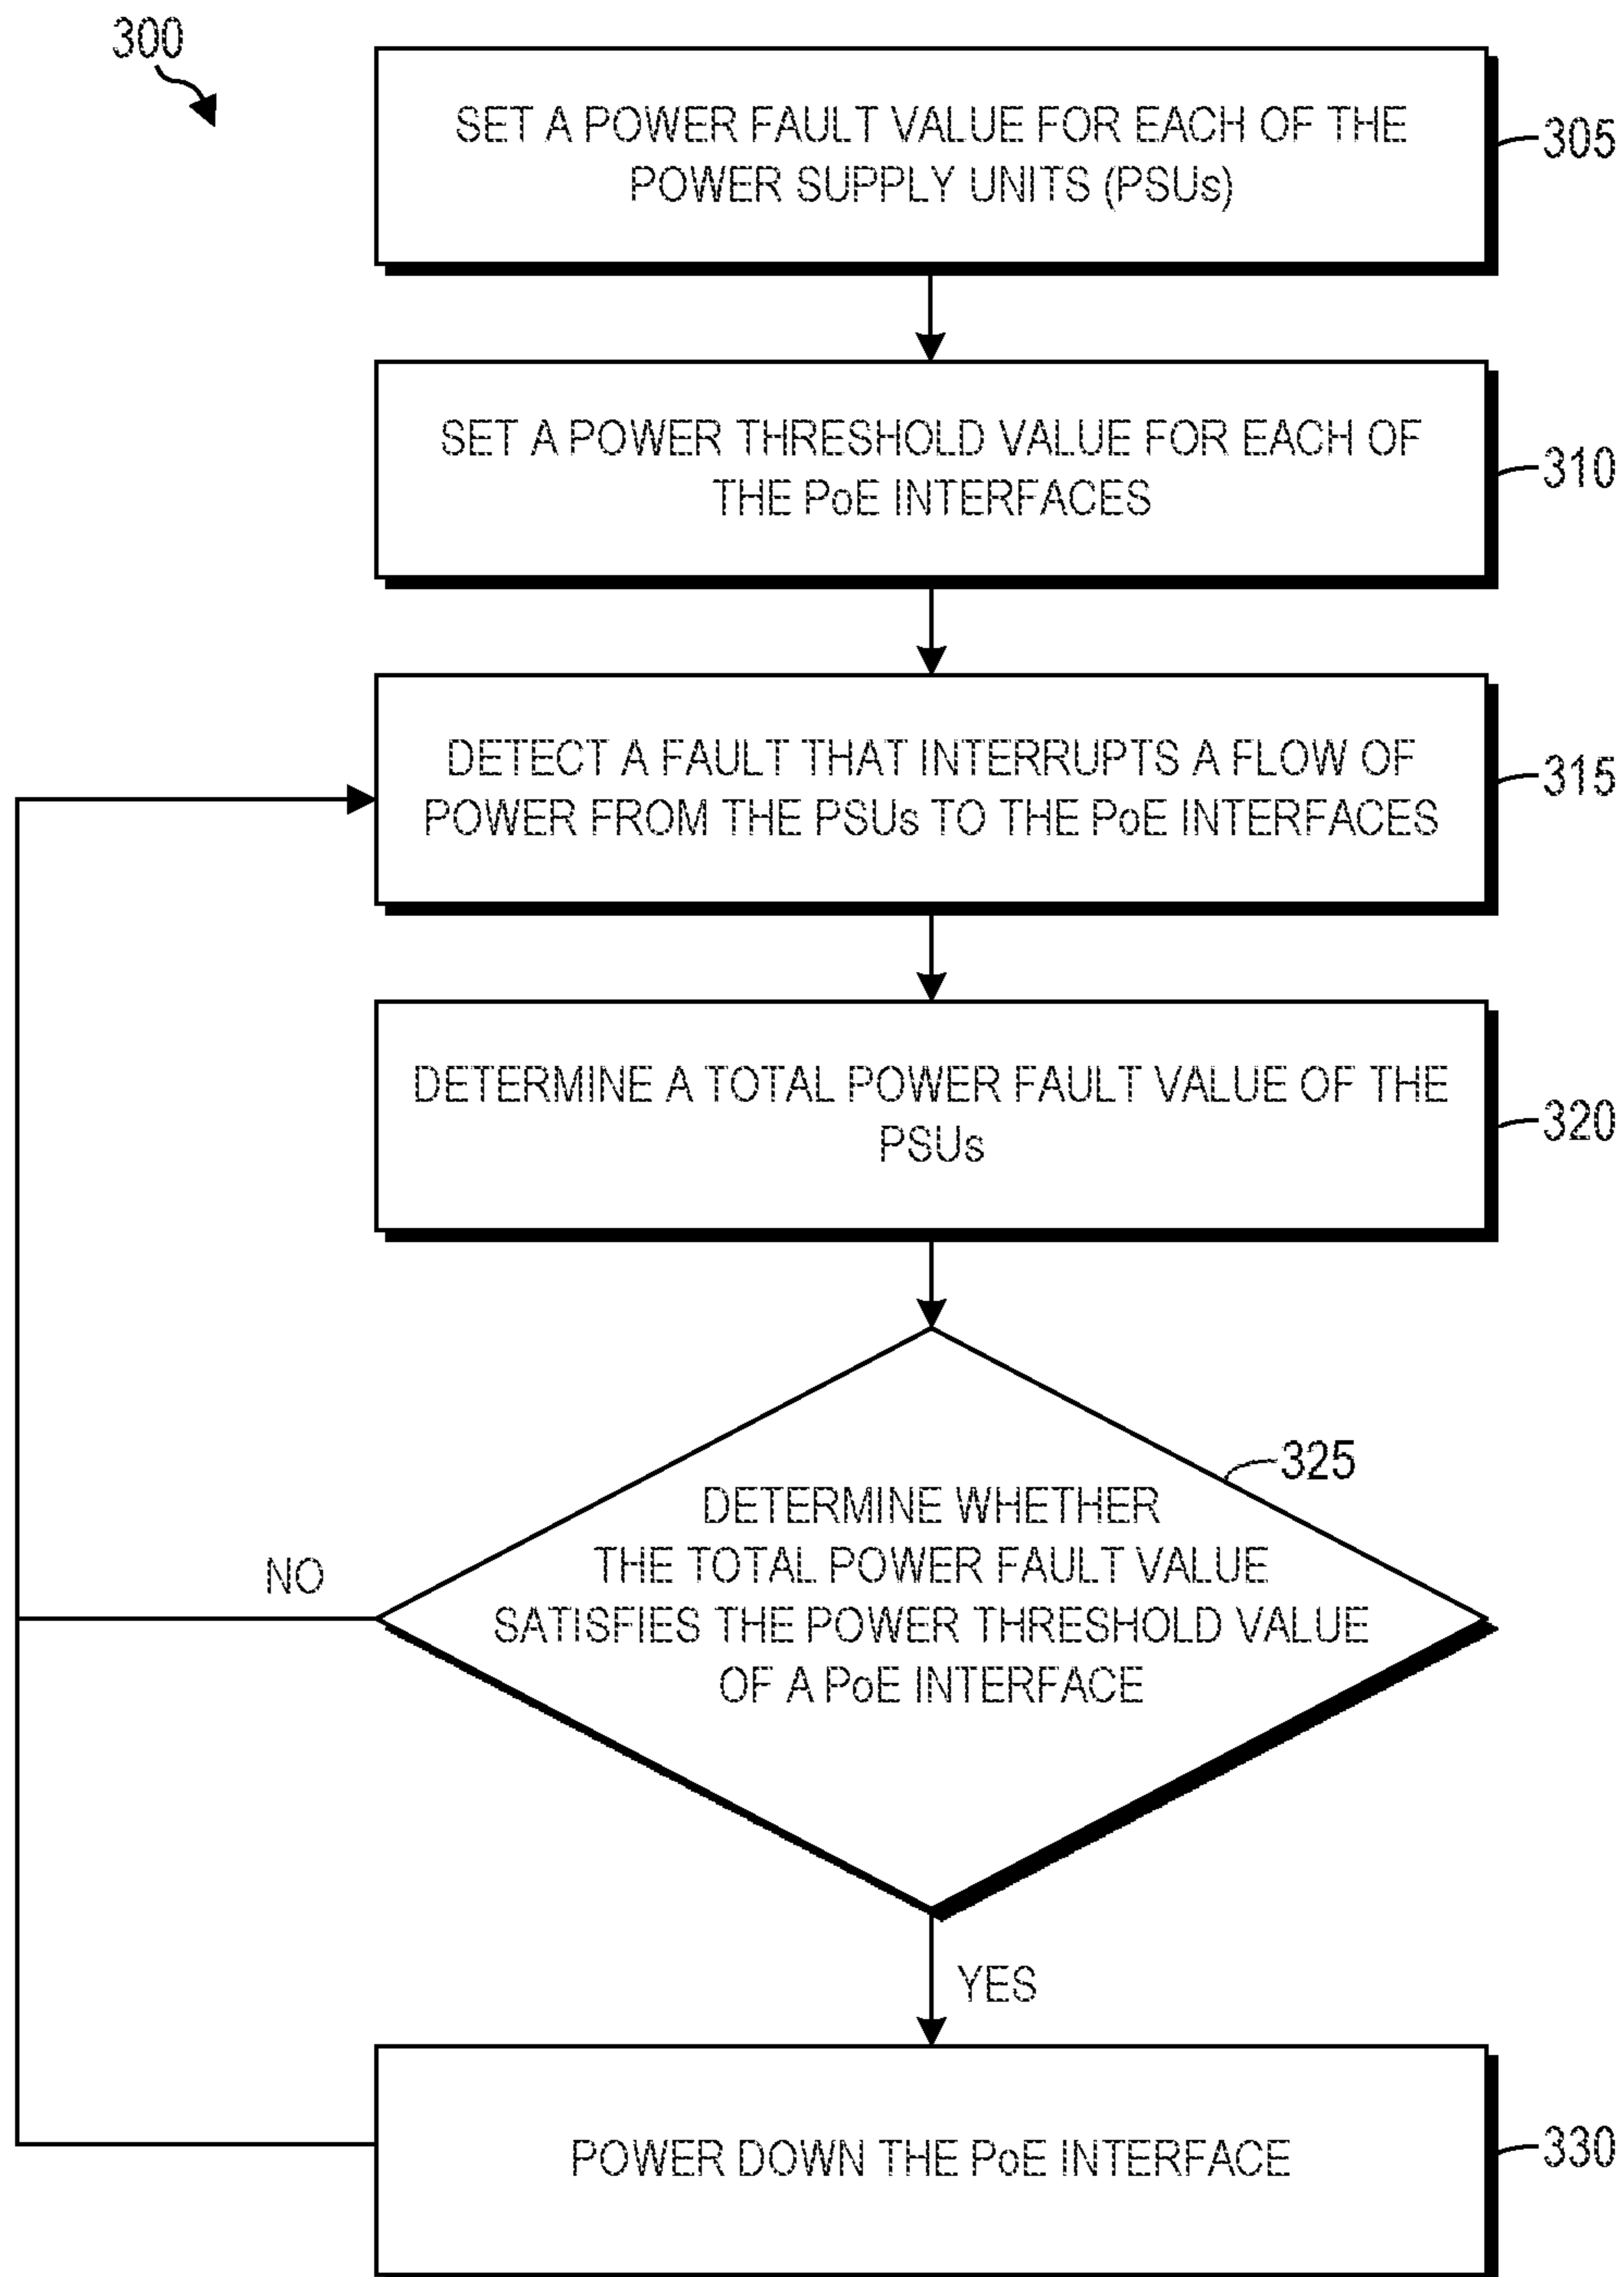 300
SET A POWER FAULT VALUE FOR EACH OF THE
POWER SUPPLY UNITS (PSUs)
305
SET A POWER THRESHOLD VALUE FOR EACH OF
THE PoE INTERFACES
310
DETECT A FAULT THAT INTERRUPTS A FLOW OF
POWER FROM THE PSUs TO THE PoE INTERFACES
315
DETERMINE A TOTAL POWER FAULT VALUE OF THE
PSUs
320
325
DETERMINE WHETHER
THE TOTAL POWER FAULT VALUE
SATISFIES THE POWER THRESHOLD VALUE
OF A PoE INTERFACE
NO
YES
POWER DOWN THE PoE INTERFACE
330